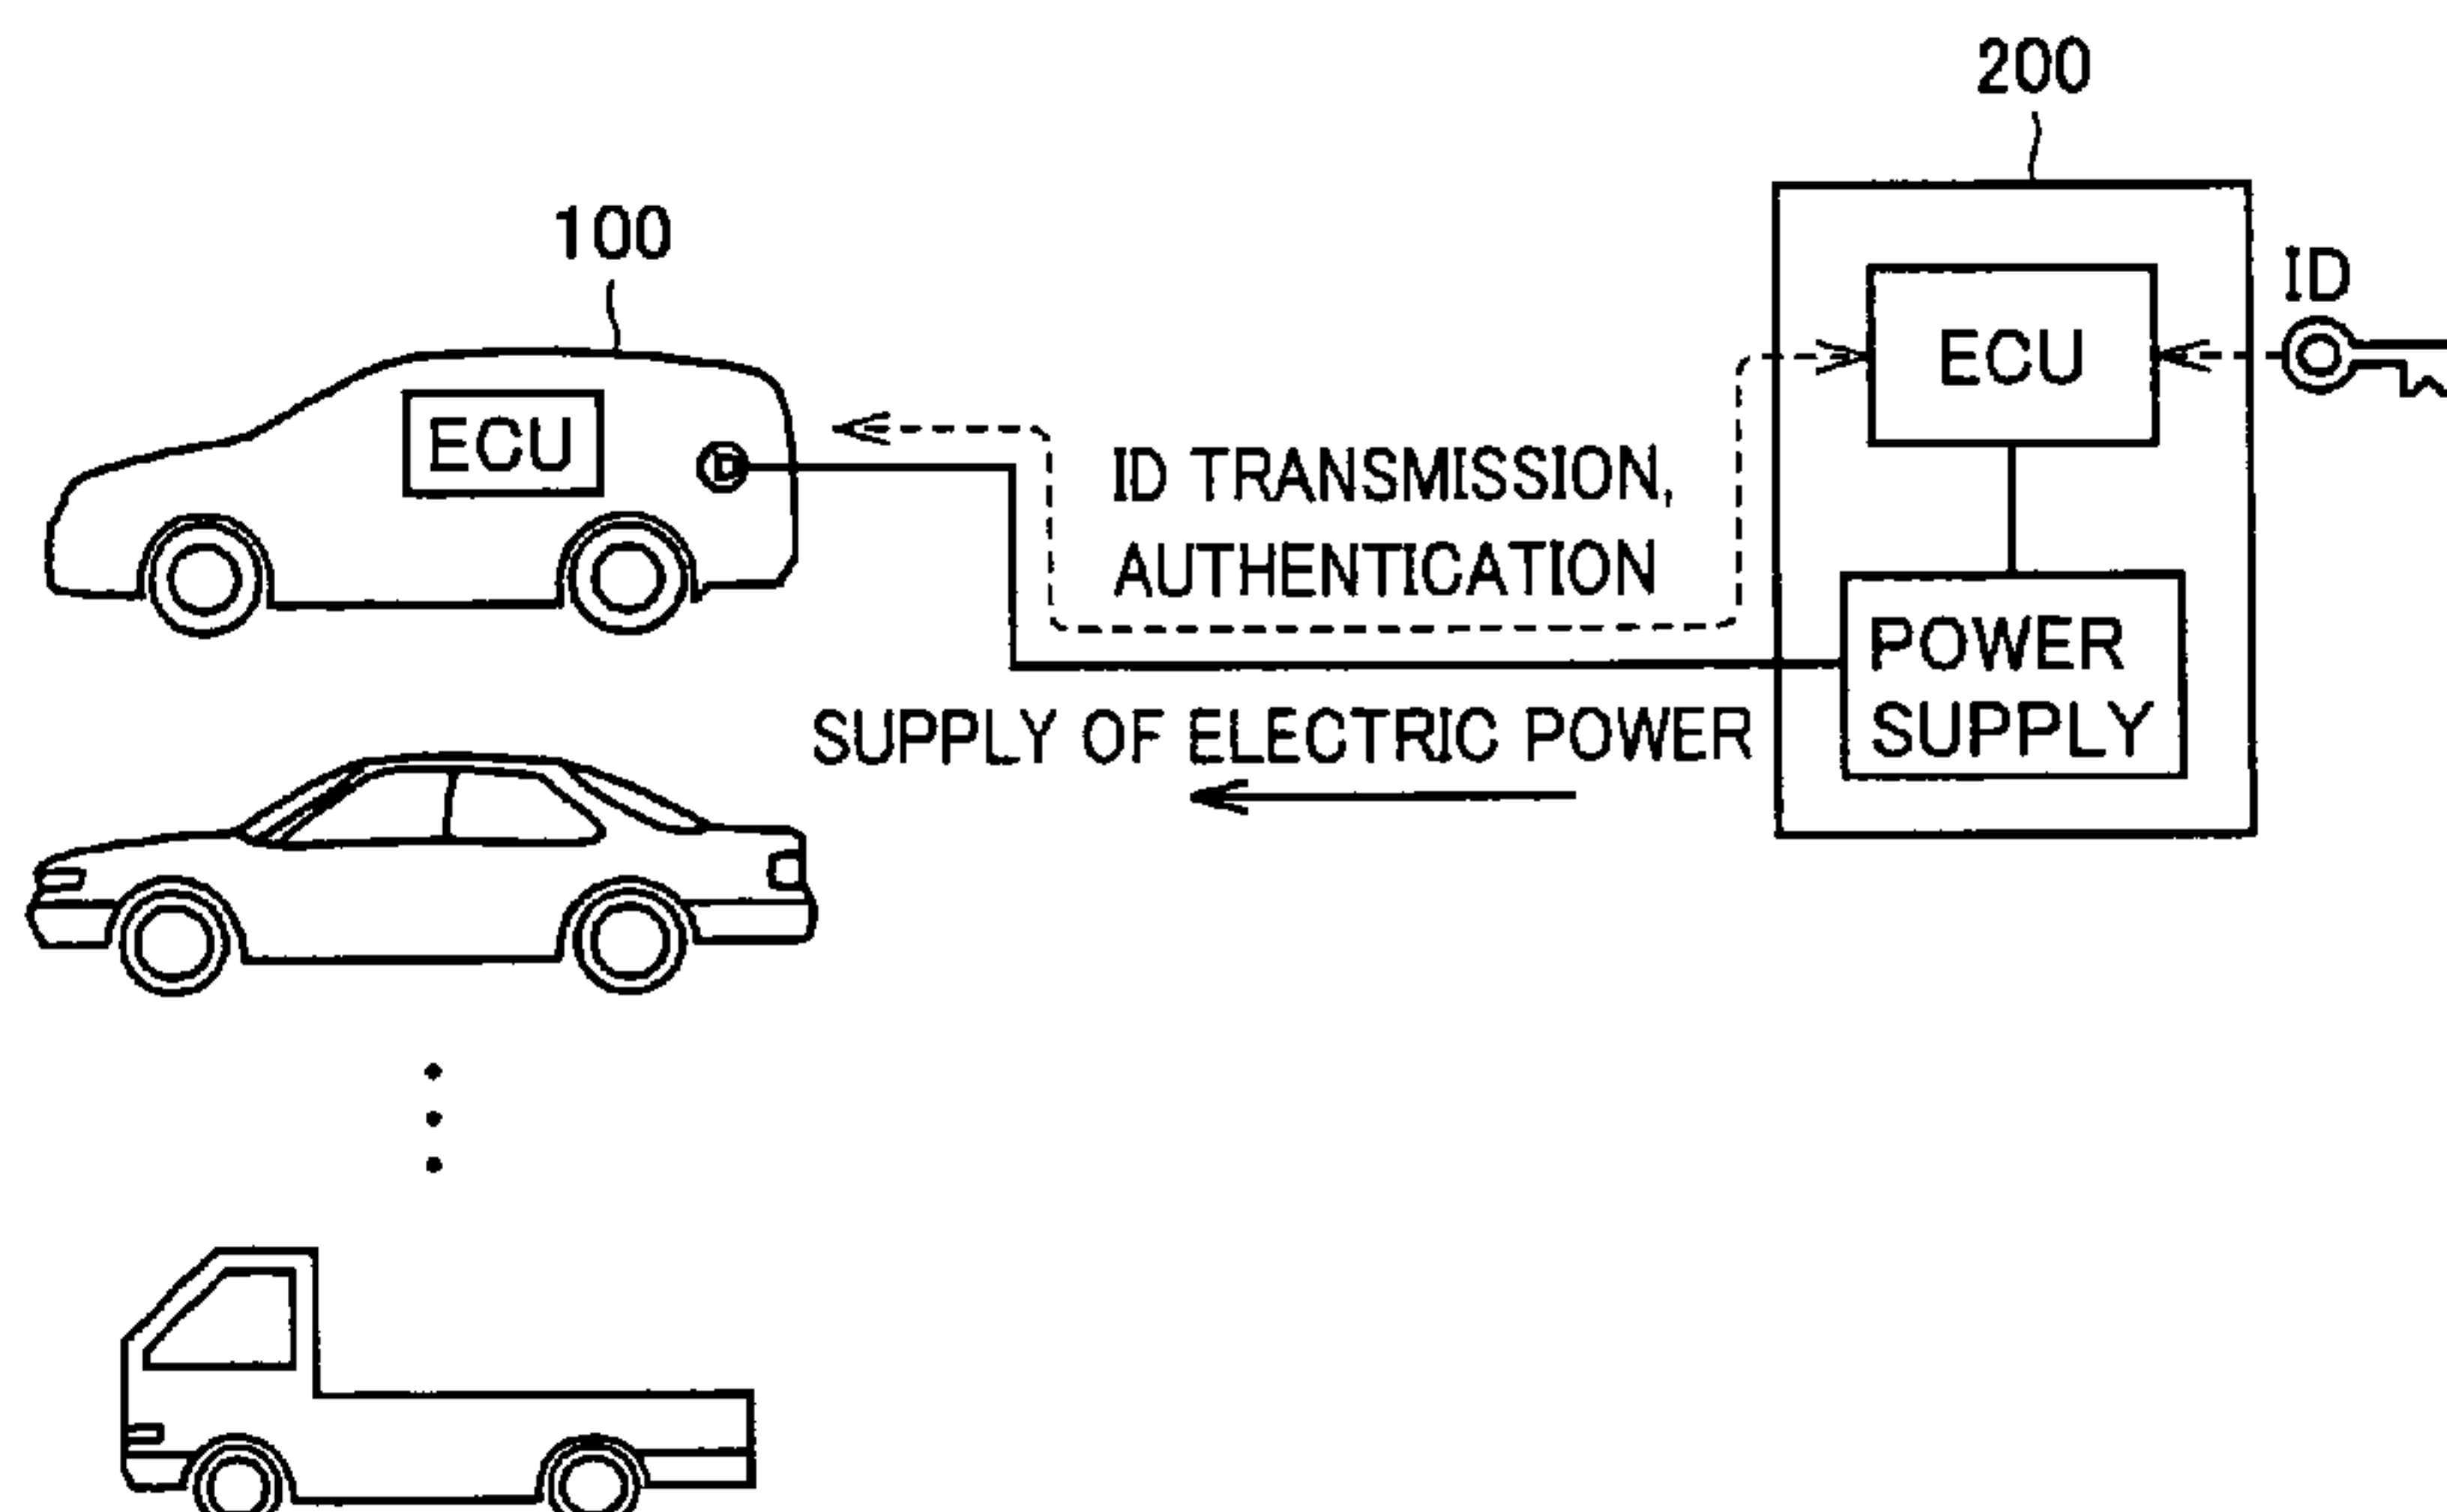 200
100
ID
ECU
ECU
ID TRANSMISSION,
AUTHENTICATION
POWER
SUPPLY
SUPPLY OF ELECTRIC POWER